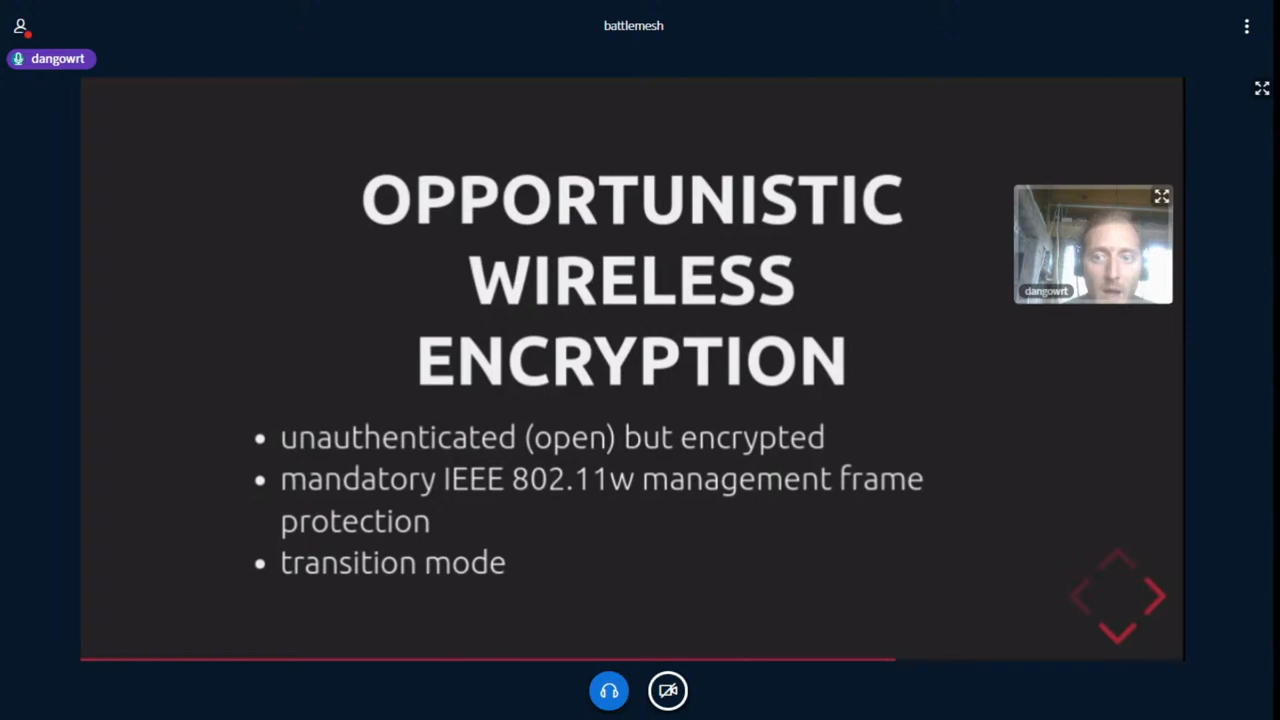 battlemesh
dangowrt
OPPORTUNISTIC
WIRELESS
ENCRYPTION
dangowrt
unauthenticated (open) but encrypted
mandatory IEEE 802.11w management frame
protection
transition mode